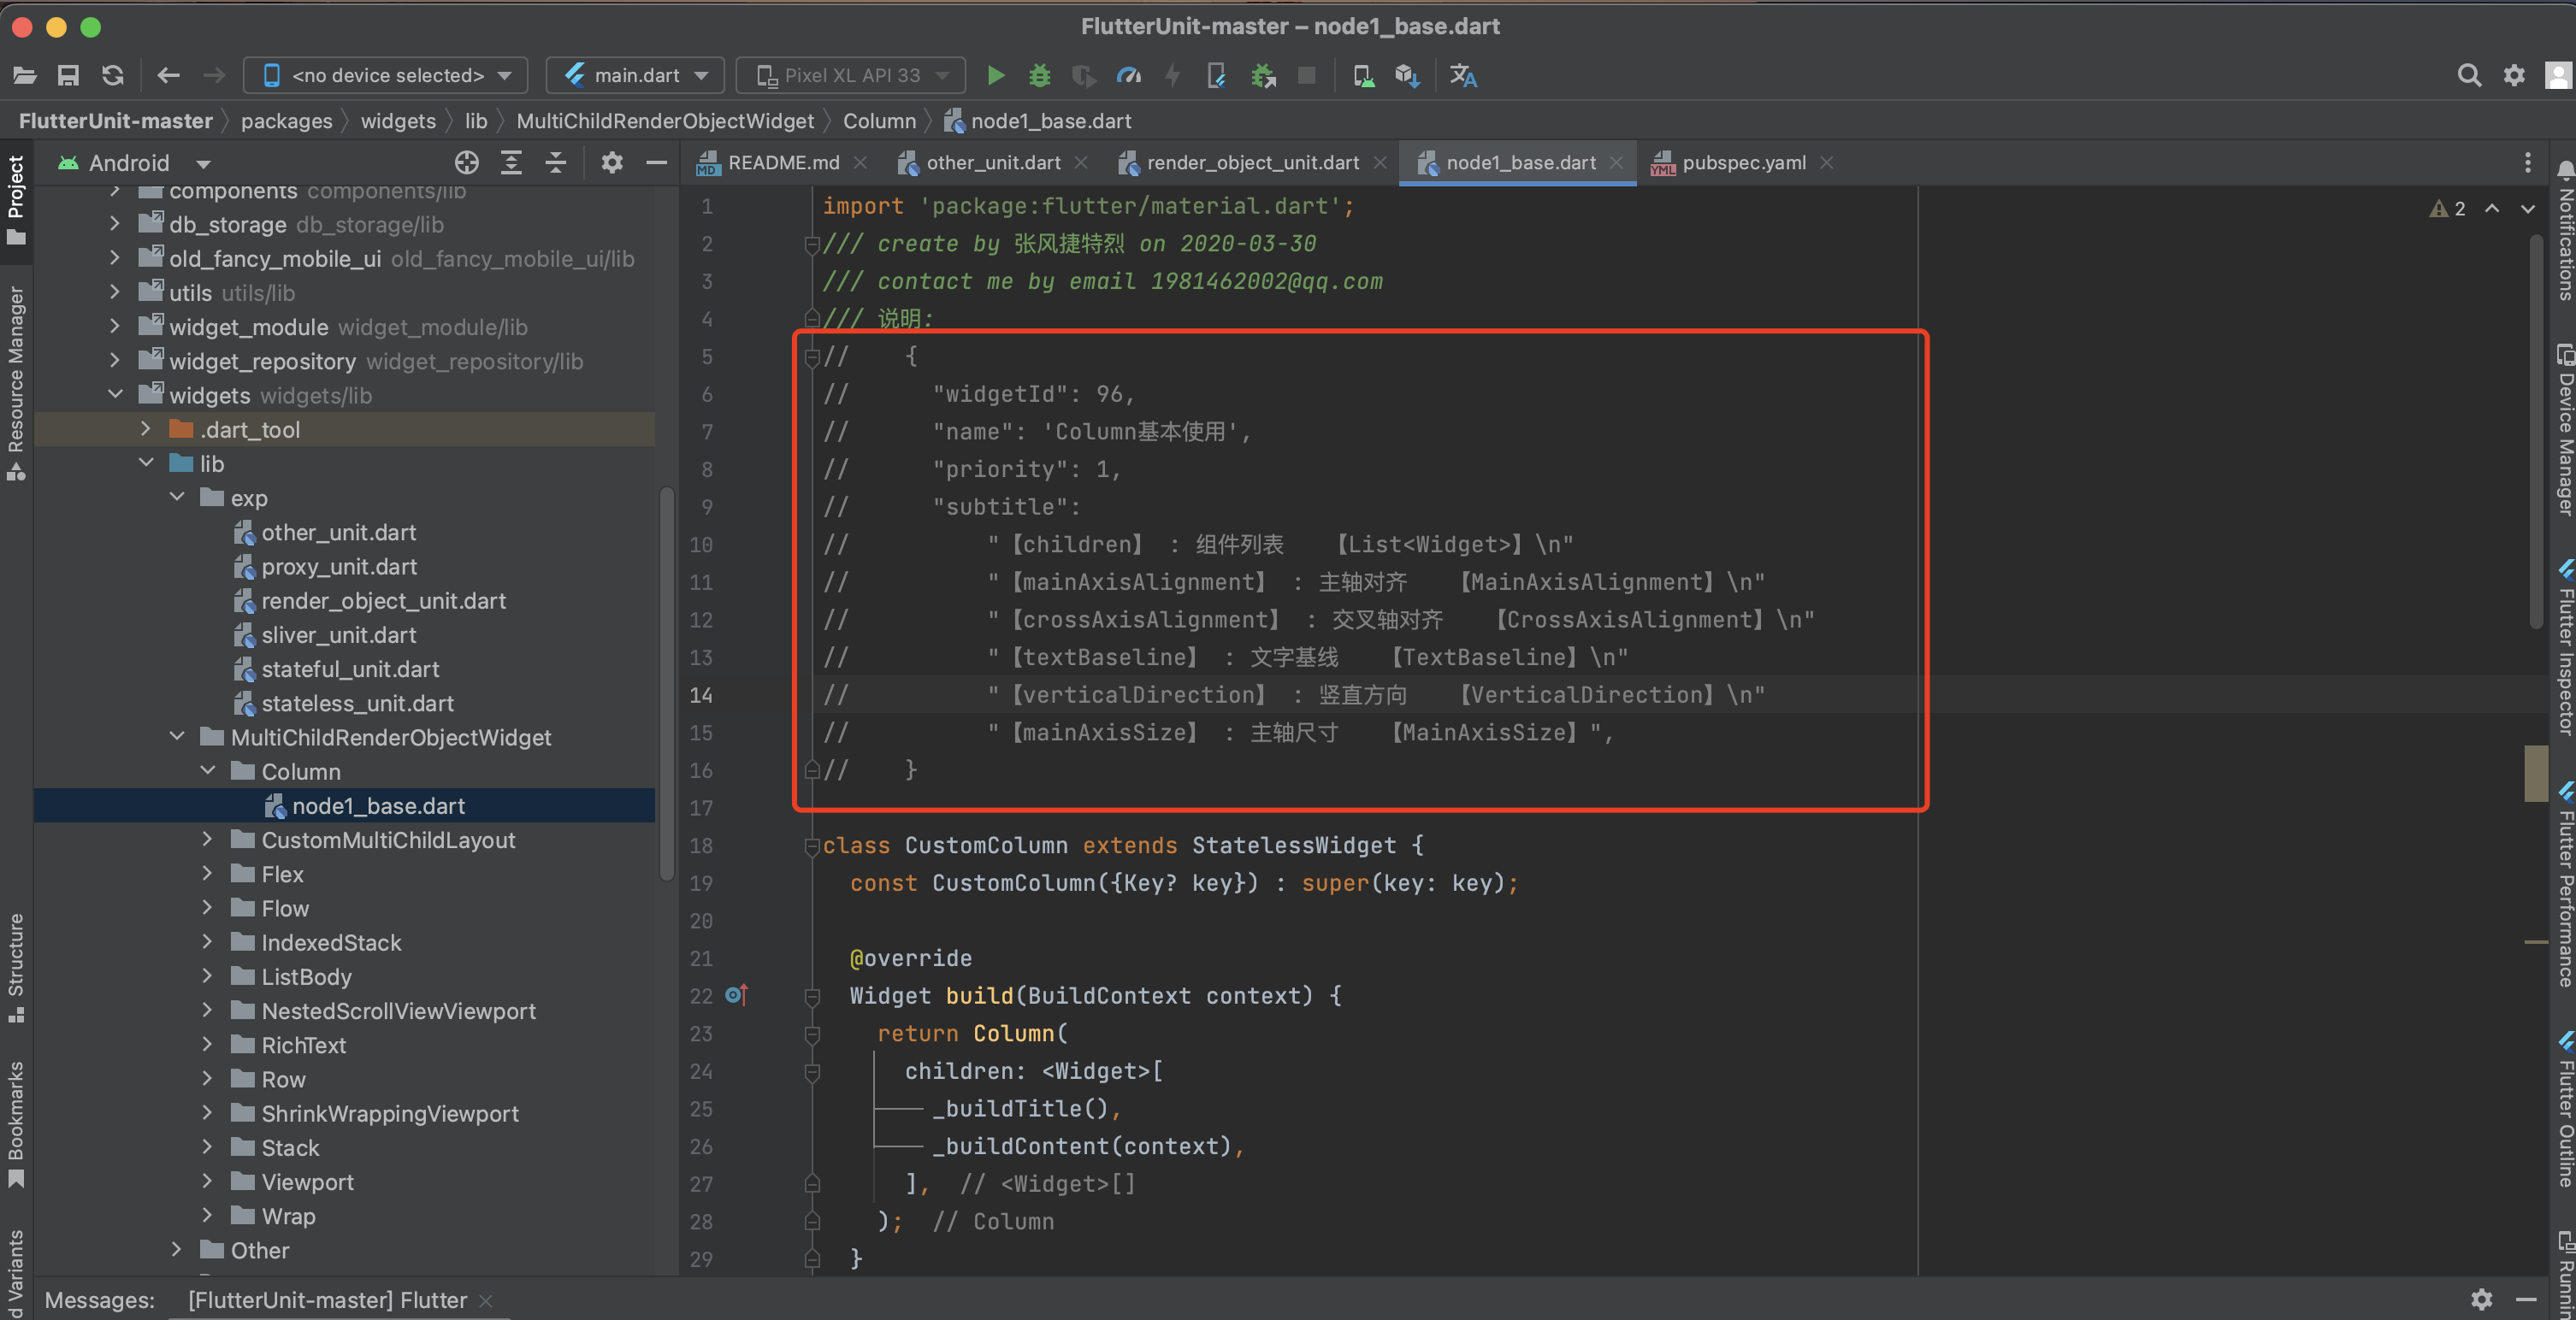 FlutterUnit-master – node1_base.dart
<no device selected>
main.dart
Pixel XL API 33
FlutterUnit-master
packages
widgets
lib
MultiChildRenderObjectWidget
Column
node1_base.dart
Project
Resource Manager
Structure
Bookmarks
Android
components components/lib
db_storage db_storage/lib
old_fancy_mobile_ui old_fancy_mobile_ui/lib
utils utils/lib
widget_module widget_module/lib
widget_repository widget_repository/lib
widgets widgets/lib
.dart_tool
lib
exp
other_unit.dart
proxy_unit.dart
render_object_unit.dart
sliver_unit.dart
stateful_unit.dart
stateless_unit.dart
MultiChildRenderObjectWidget
Column
node1_base.dart
CustomMultiChildLayout
Flex
Flow
IndexedStack
ListBody
NestedScrollViewViewport
RichText
Row
ShrinkWrappingViewport
Stack
Viewport
Wrap
Other
README.md
other_unit.dart
render_object_unit.dart
node1_base.dart
YML pubspec.yaml
2
1 import 'package:flutter/material.dart';
2 /// create by 张风捷特烈 on 2020-03-30
3 /// contact me by email 1981462002@qq.com
4 /// 说明:
5 //    {
6 //      "widgetId": 96,
7 //      "name": 'Column基本使用',
8 //      "priority": 1,
9 //      "subtitle":
10 //          "【children】 : 组件列表   【List<Widget>】\n"
11 //          "【mainAxisAlignment】 : 主轴对齐   【MainAxisAlignment】\n"
12 //          "【crossAxisAlignment】 : 交叉轴对齐   【CrossAxisAlignment】\n"
13 //          "【textBaseline】 : 文字基线   【TextBaseline】\n"
14 //          "【verticalDirection】 : 竖直方向   【VerticalDirection】\n"
15 //          "【mainAxisSize】 : 主轴尺寸   【MainAxisSize】",
16 //    }
17
18 class CustomColumn extends StatelessWidget {
19   const CustomColumn({Key? key}) : super(key: key);
20
21   @override
22   Widget build(BuildContext context) {
23     return Column(
24       children: <Widget>[
25         _buildTitle(),
26         _buildContent(context),
27       ],  // <Widget>[]
28     );  // Column
29   }
Notifications
Device Manager
Flutter Inspector
Flutter Performance
Flutter Outline
Messages:
[FlutterUnit-master] Flutter